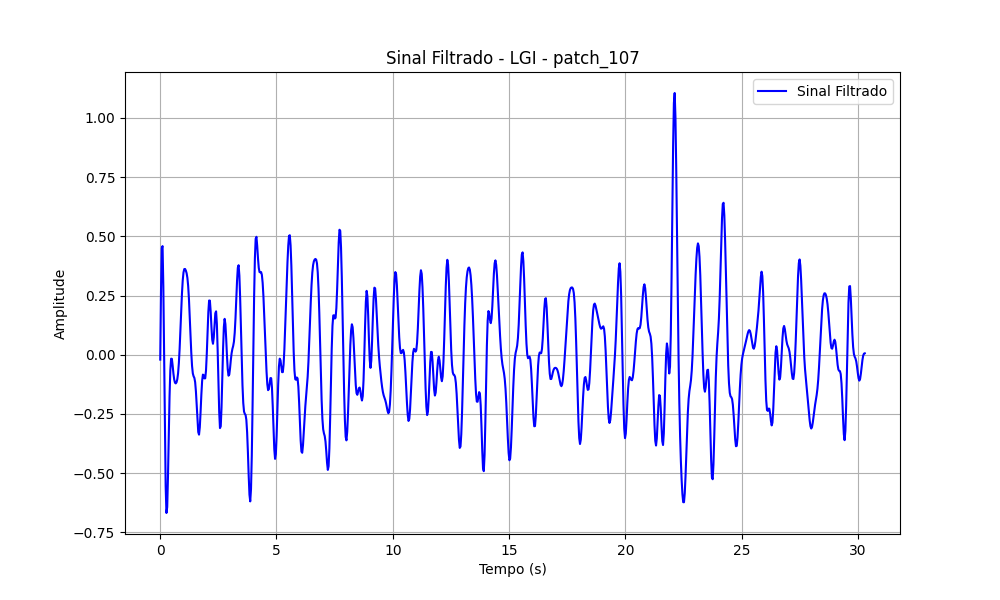 Sinal Filtrado - LGI - patch_107
Sinal Filtrado
Amplitude
1.00
0.75
0.50
0.25
0.00
−0.25
−0.50
−0.75
0 5 10 15 20 25 30
Tempo (s)